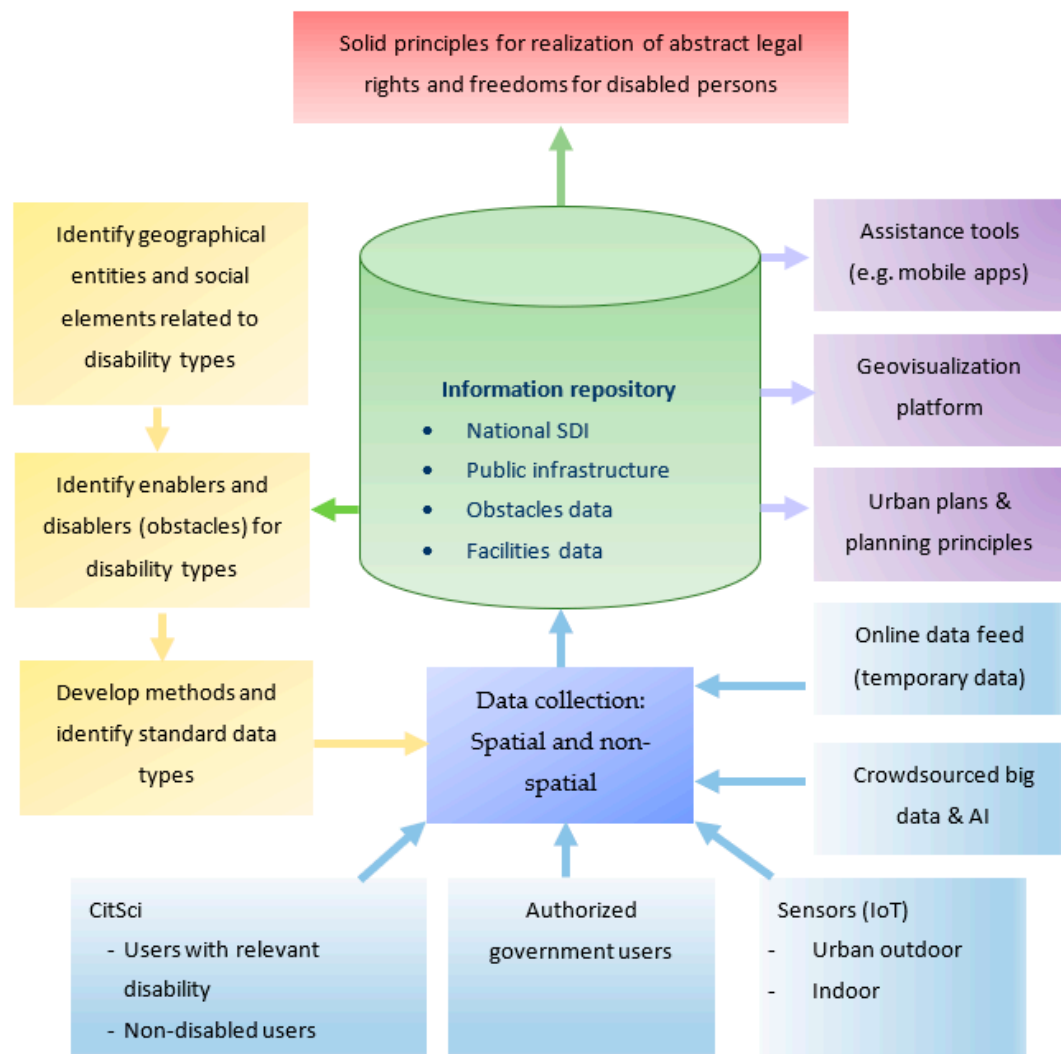 Solid principles for realization of abstract legal
rights and freedoms for disabled persons
Identify geographical
entities and social
elements related to
disability types
Identify enablers and
disablers (obstacles) for
disability types
Develop methods and
identify standard data
types
Information repository
• National SDI
• Public infrastructure
• Obstacles data
• Facilities data
Assistance tools
(e.g. mobile apps)
Geovisualization
platform
Urban plans &
planning principles
Data collection:
Spatial and non-
spatial
Online data feed
(temporary data)
Crowdsourced big
data & AI
CitSci
- Users with relevant
disability
- Non-disabled users
Authorized
government users
Sensors (IoT)
- Urban outdoor
- Indoor